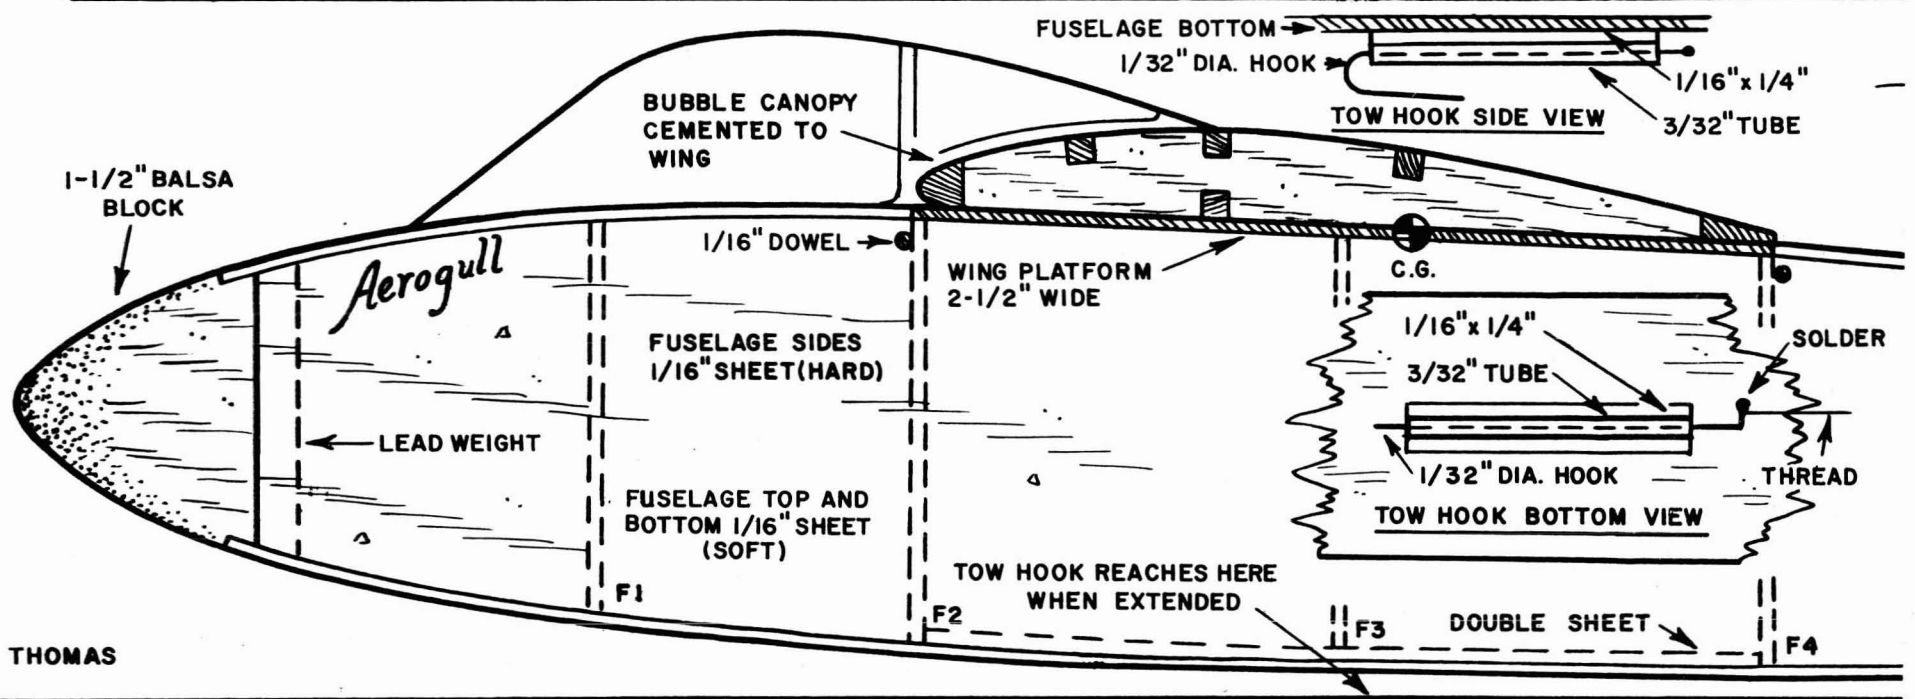 FUSELAGE BOTTOM
1/32" DIA. HOOK
1/16" x 1/4"
TOW HOOK SIDE VIEW
3/32" TUBE
BUBBLE CANOPY
CEMENTED TO
WING
1-1/2" BALSA
BLOCK
Aerogull
1/16" DOWEL
WING PLATFORM
2-1/2" WIDE
C.G.
FUSELAGE SIDES
1/16" SHEET (HARD)
1/16" x 1/4"
3/32" TUBE
SOLDER
LEAD WEIGHT
1/32" DIA. HOOK
THREAD
TOW HOOK BOTTOM VIEW
FUSELAGE TOP AND
BOTTOM 1/16" SHEET
(SOFT)
TOW HOOK REACHES HERE
WHEN EXTENDED
F1
F2
F3
DOUBLE SHEET
F4
THOMAS